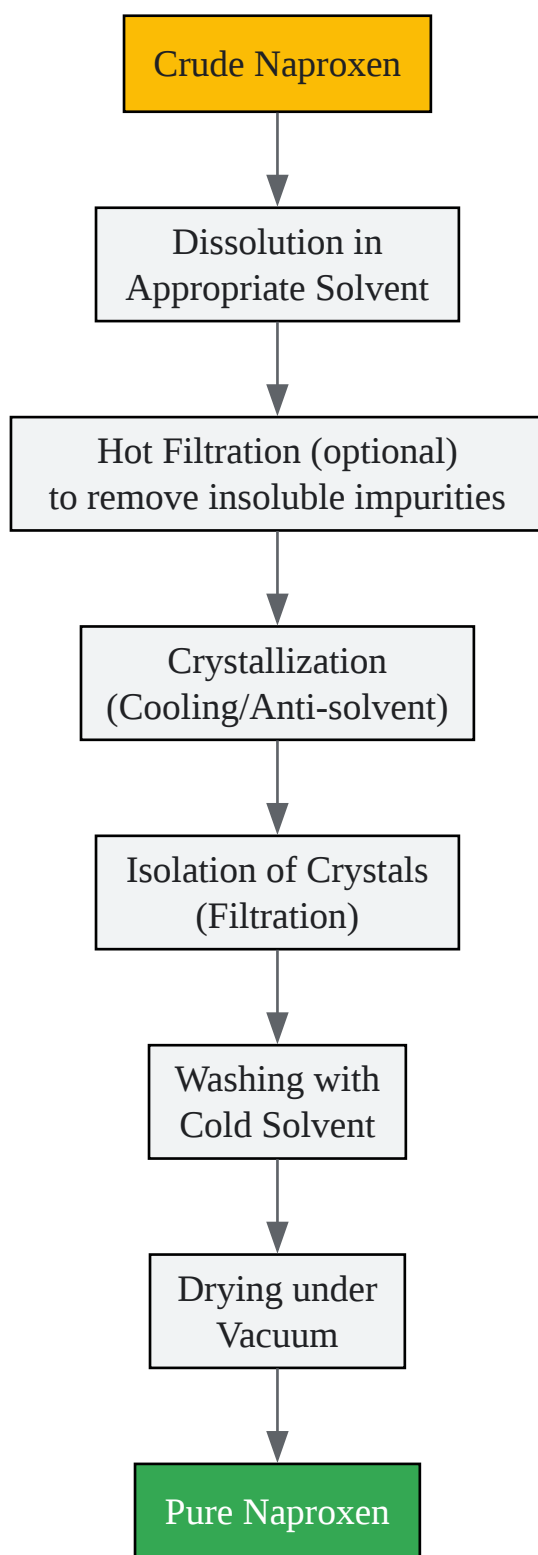 Crude Naproxen
Dissolution in
Appropriate Solvent
Hot Filtration (optional)
to remove insoluble impurities
Crystallization
(Cooling/Anti-solvent)
Isolation of Crystals
(Filtration)
Washing with
Cold Solvent
Drying under
Vacuum
Pure Naproxen